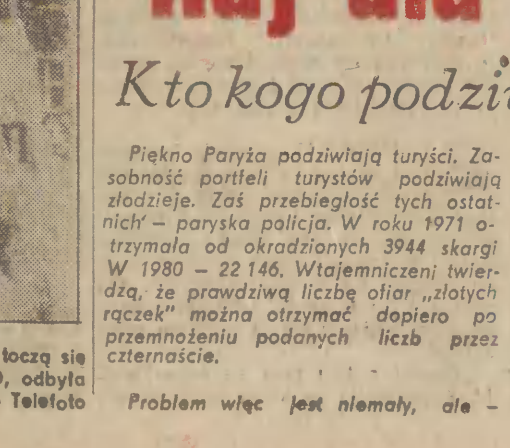 Kto kogo
Piękno Paryża podziwiają turyści. Za-
sobność portfeli turystów podziwiają
złodzieje. Zaś przebiegłość tych ostat-
nich – paryska policja. W roku 1971 o-
trzymała od okradzionych 3944 skargi
W 1980 – 22 146. Wtajemniczeni twier-
dzą, że prawdziwą liczbę ofiar „złotych
rączek" można otrzymać dopiero po
przemnożeniu podanych liczb przez
czternaście.
Problem więc jest niemały, ale –
toczą się
, odbyła
Telefoto